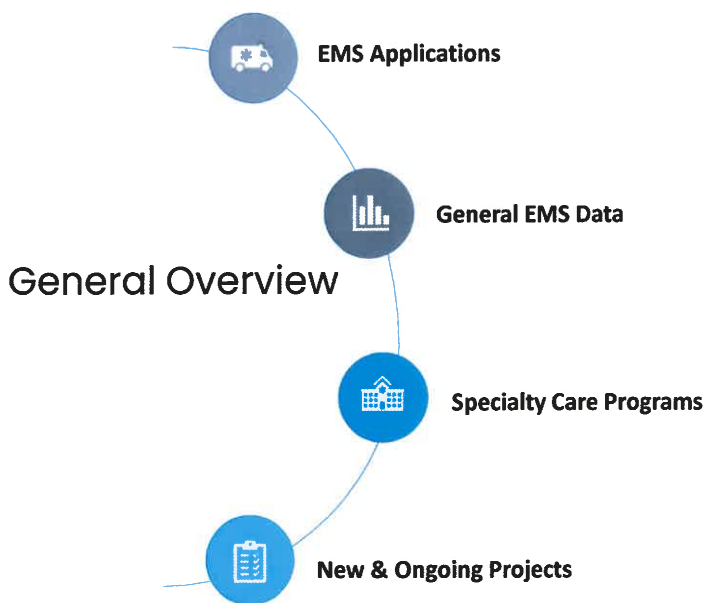 EMS Applications
General EMS Data
General Overview
Specialty Care Programs
New & Ongoing Projects